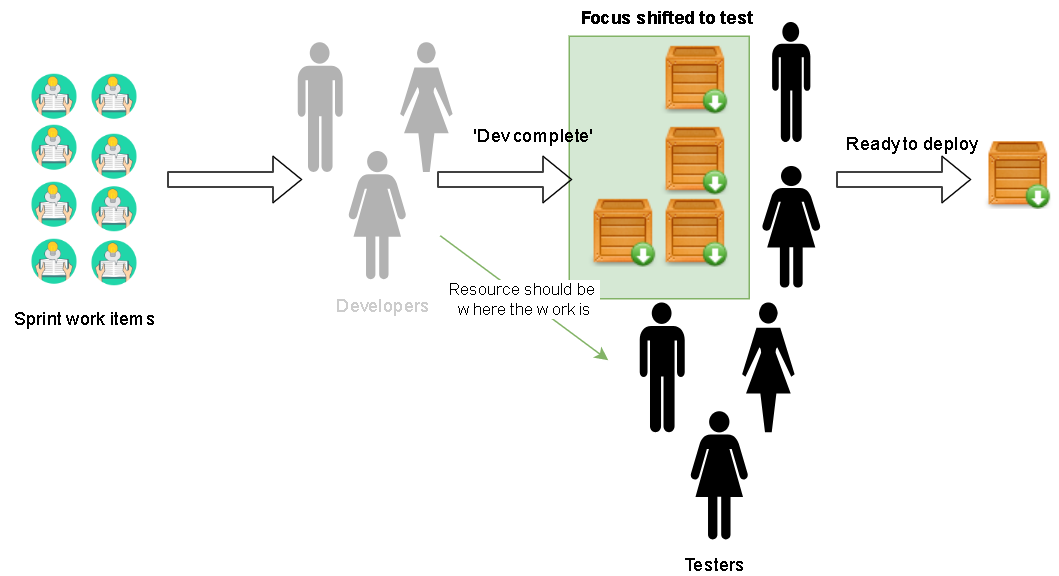 Focus shifted to test
'Dev complete'
Ready to deploy
Developers
Resource should be
where the work is
Sprint work items
Testers